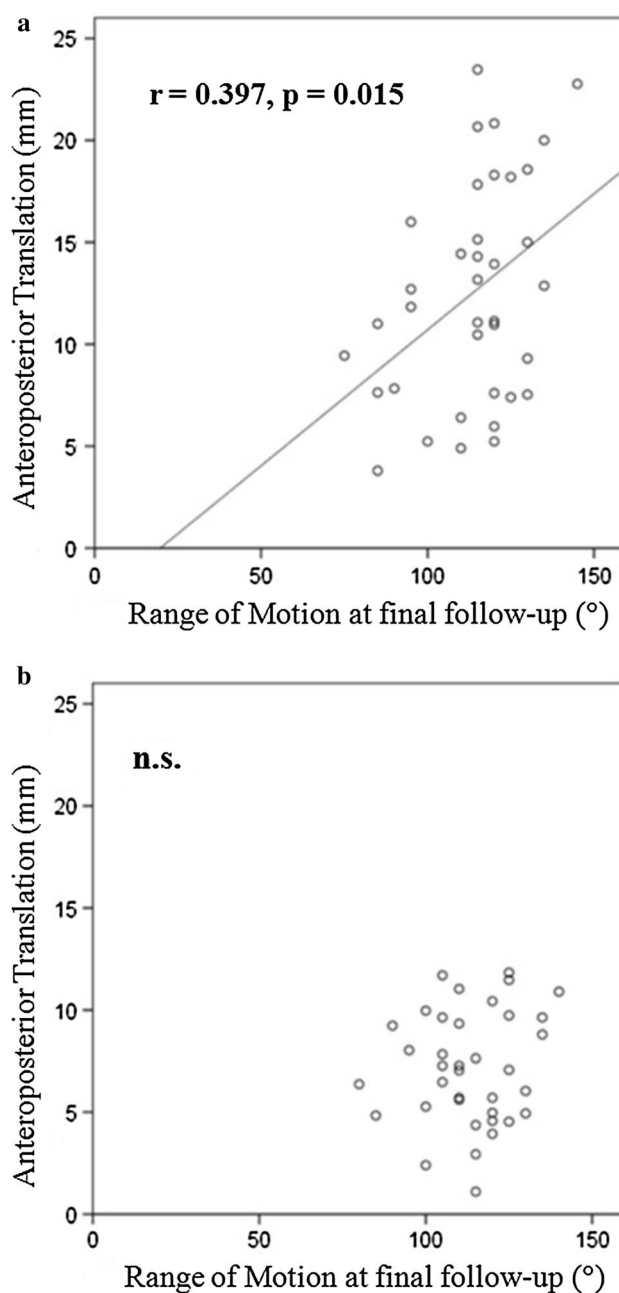 a
25
20
15
10
5
0
Anteroposterior Translation (mm)
r = 0.397, p = 0.015
0 50 100 150
Range of Motion at final follow-up (°)
b
25
20
15
10
5
0
Anteroposterior Translation (mm)
n.s.
0 50 100 150
Range of Motion at final follow-up (°)